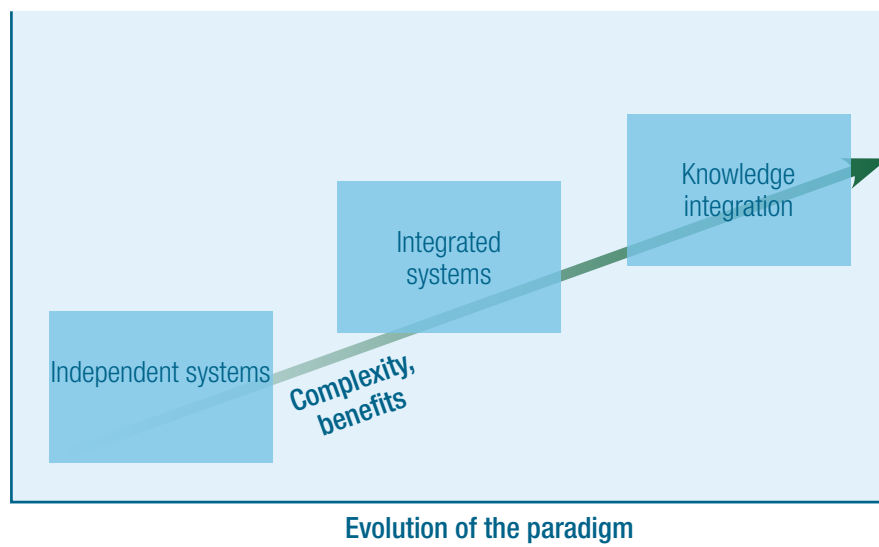 Knowledge
integration
Integrated
systems
Independent systems
Complexity,
benefits
Evolution of the paradigm